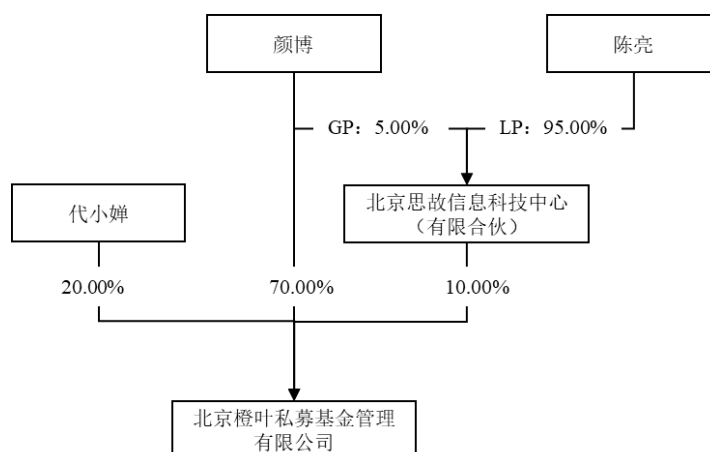 颜博
陈亮
GP：5.00%
LP：95.00%
代小婵
北京思故信息科技中心
（有限合伙）
20.00%
70.00%
10.00%
北京橙叶私募基金管理
有限公司